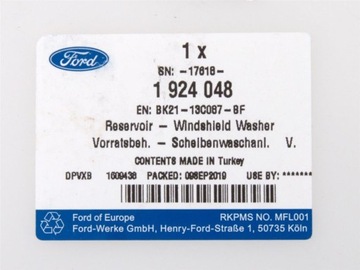 Ford
1 x
SN: -17618-
1 924 048
EN: BK21-13C087-BF
Reservoir - Windshield Washer
Vorratsbeh. - Scheibenwaschanl. V.
CONTENTS MADE IN Turkey
DPVXB 1609436 PACKED: 09SEP2019 USE BY: *******
Ford of Europe RKPMS NO. MFL001
Ford-Werke GmbH, Henry-Ford-Straße 1, 50735 Köln